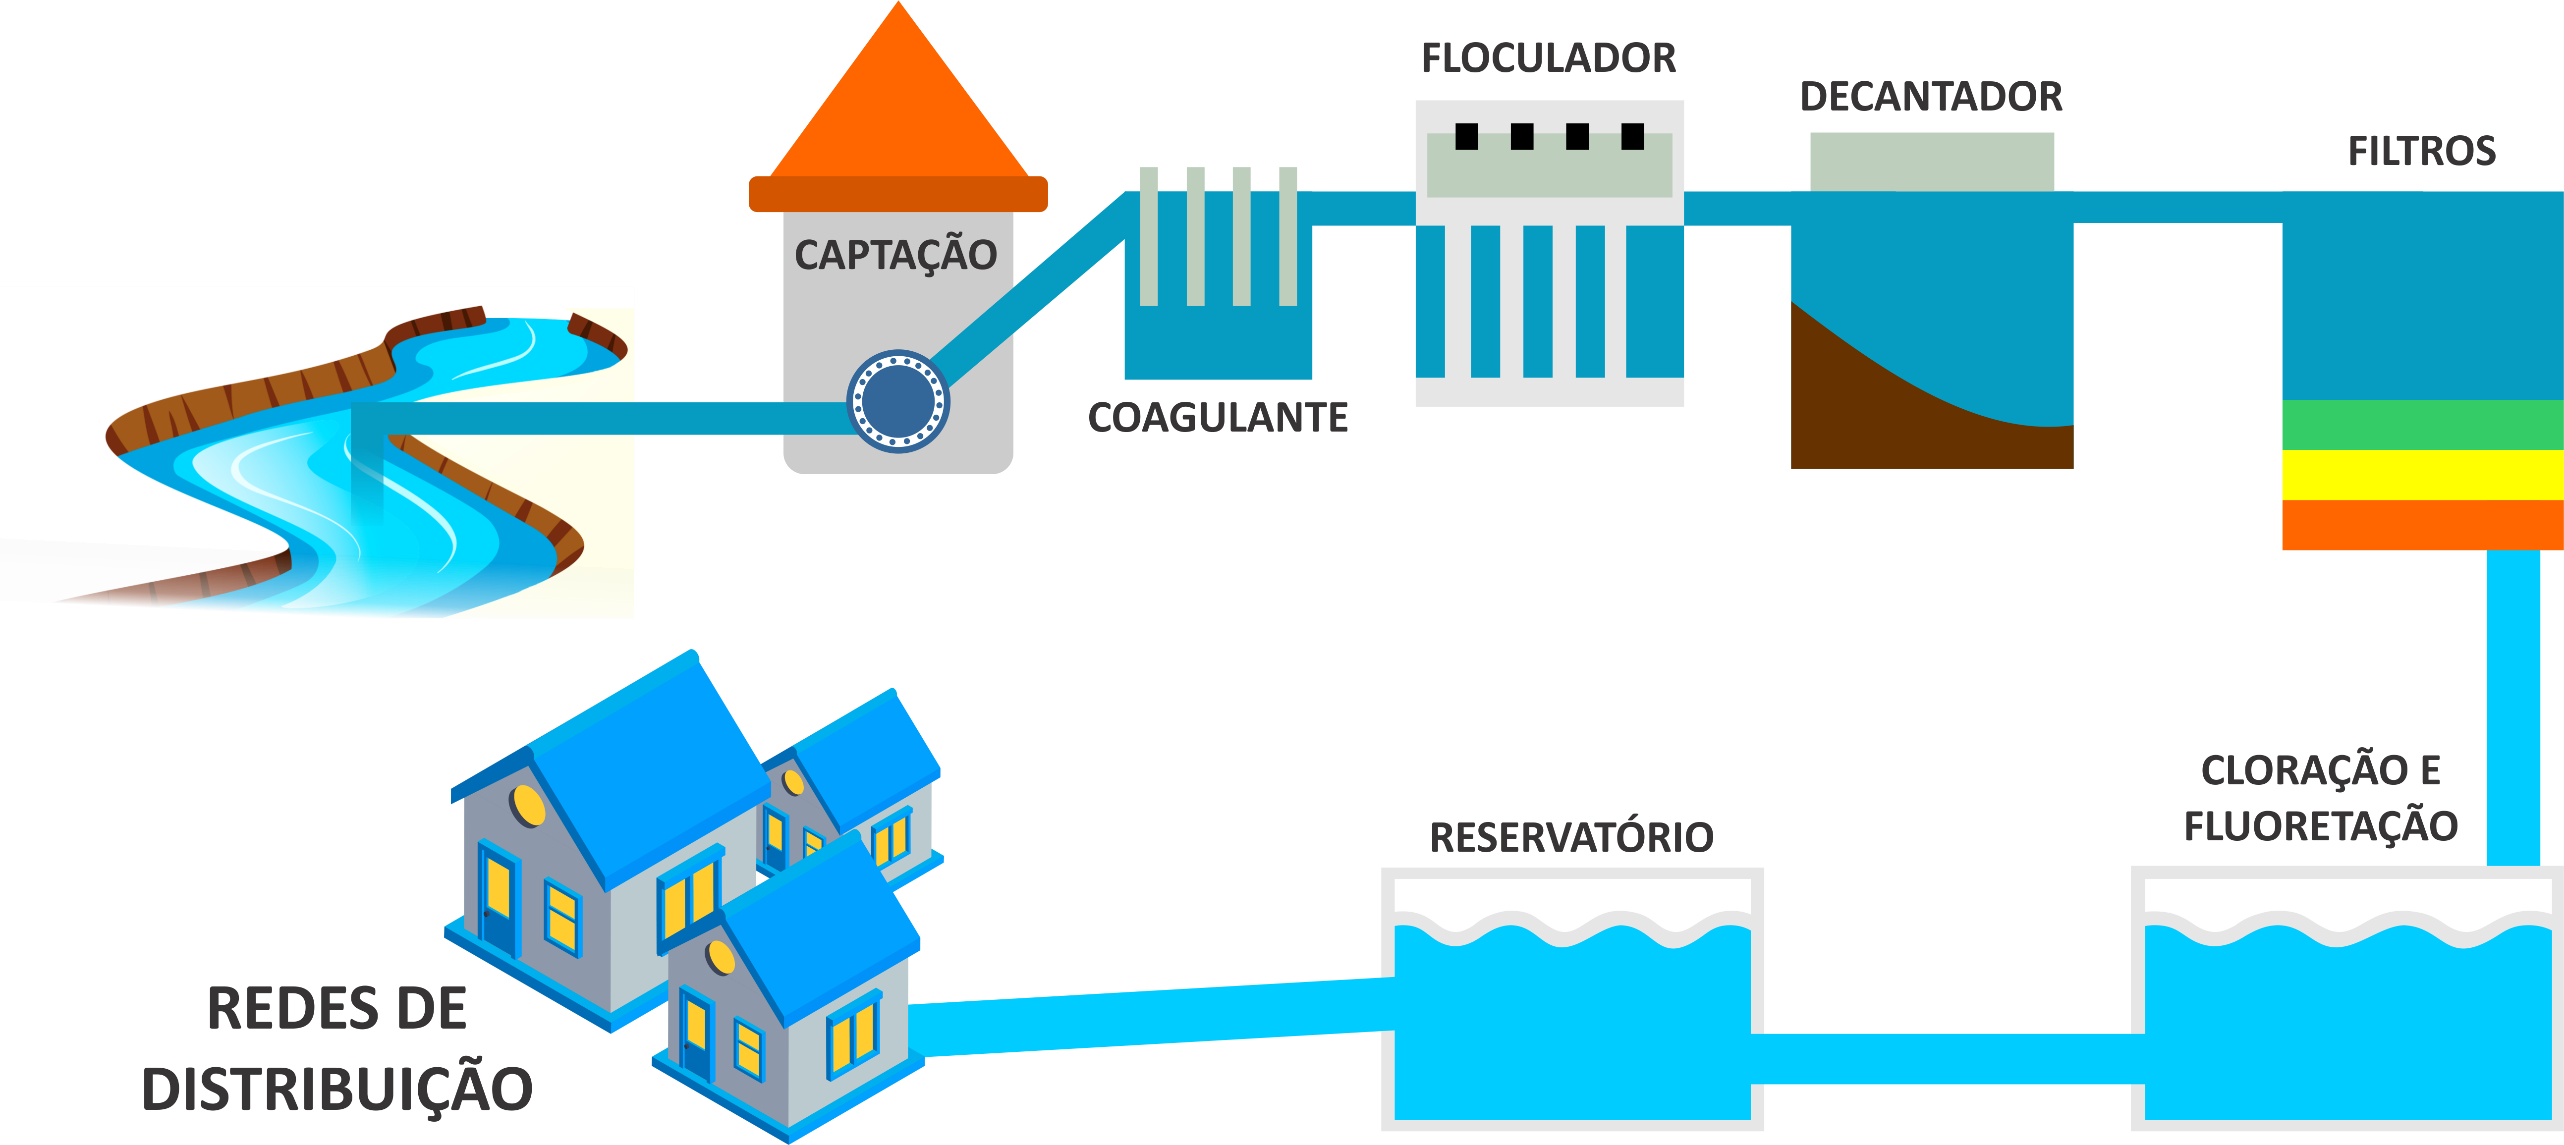 CAPTAÇÃO
COAGULANTE
FLOCULADOR
DECANTADOR
FILTROS
CLORAÇÃO E
FLUORETAÇÃO
RESERVATÓRIO
REDES DE
DISTRIBUIÇÃO